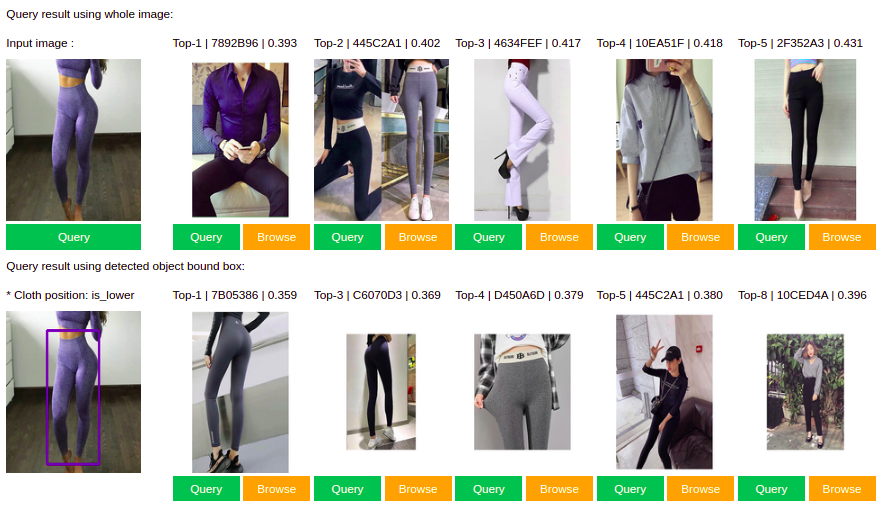 Query result using whole image:
Input image :
Top-1 | 7892B96 | 0.393
Top-2 | 445C2A1 | 0.402
Top-3 | 4634FEF | 0.417
Top-4 | 10EA51F | 0.418
Top-5 | 2F352A3 | 0.431
Query
Query Browse
Query Browse
Query Browse
Query Browse
Query Browse
Query result using detected object bound box:
* Cloth position: is_lower
Top-1 | 7B05386 | 0.359
Top-3 | C6070D3 | 0.369
Top-4 | D450A6D | 0.379
Top-5 | 445C2A1 | 0.380
Top-8 | 10CED4A | 0.396
Query Browse
Query Browse
Query Browse
Query Browse
Query Browse